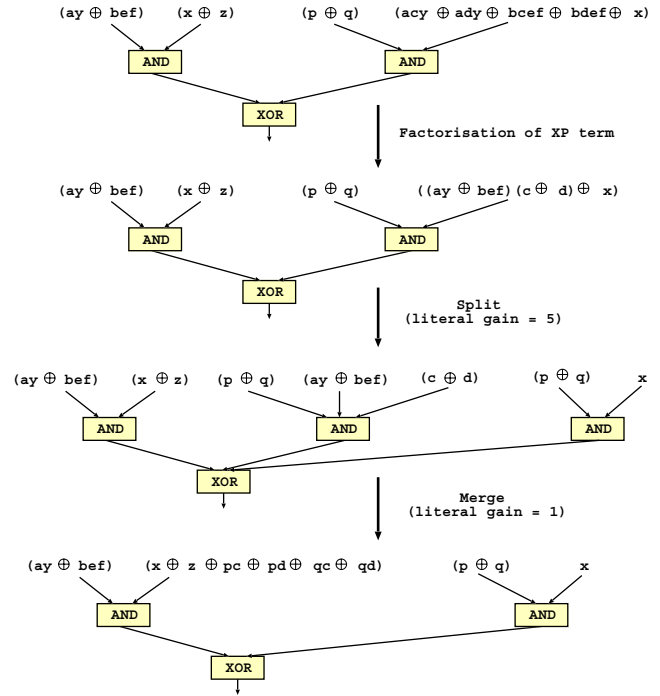 (ay ⊕ bef) (x ⊕ z) (p ⊕ q) (acy ⊕ ady ⊕ bcef ⊕ bdef ⊕ x)
AND AND
XOR
Factorisation of XP term
(ay ⊕ bef) (x ⊕ z) (p ⊕ q) ((ay ⊕ bef)(c ⊕ d) ⊕ x)
AND AND
XOR
Split
(literal gain = 5)
(ay ⊕ bef) (x ⊕ z) (p ⊕ q) (ay ⊕ bef) (c ⊕ d) (p ⊕ q) x
AND AND AND
XOR
Merge
(literal gain = 1)
(ay ⊕ bef) (x ⊕ z ⊕ pc ⊕ pd ⊕ qc ⊕ qd) (p ⊕ q) x
AND AND
XOR